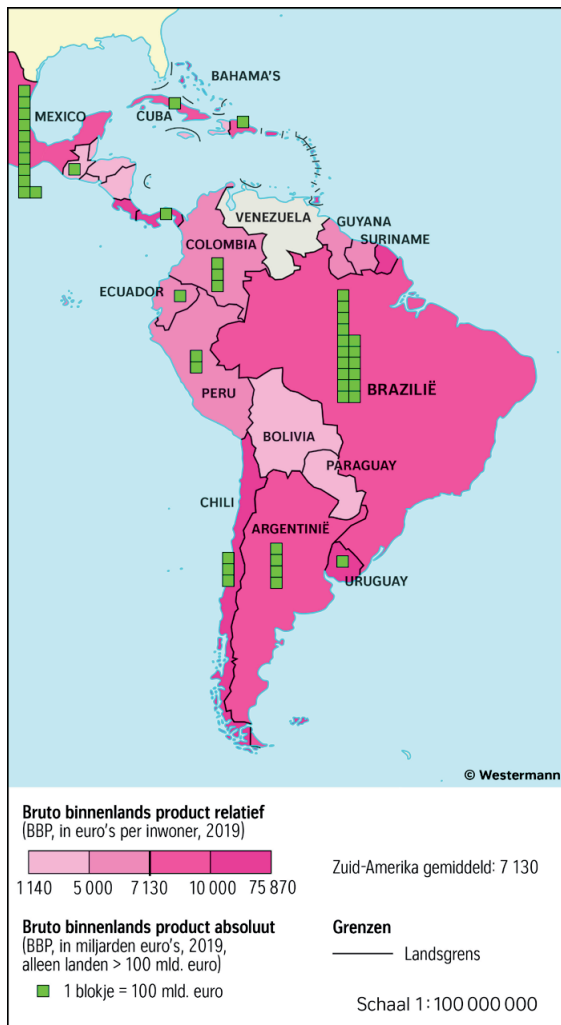 BAHAMA'S
MEXICO
CUBA
VENEZUELA
GUYANA
SURINAME
COLOMBIA
ECUADOR
PERU
BRAZILIË
BOLIVIA
PARAGUAY
CHILI
ARGENTINIË
URUGUAY
© Westermann
Bruto binnenlands product relatief
(BBP, in euro's per inwoner, 2019)
1 140 5 000 7 130 10 000 75 870
Zuid-Amerika gemiddeld: 7 130
Bruto binnenlands product absoluut
(BBP, in miljarden euro's, 2019,
alleen landen > 100 mld. euro)
1 blokje = 100 mld. euro
Grenzen
Landsgrens
Schaal 1 : 100 000 000